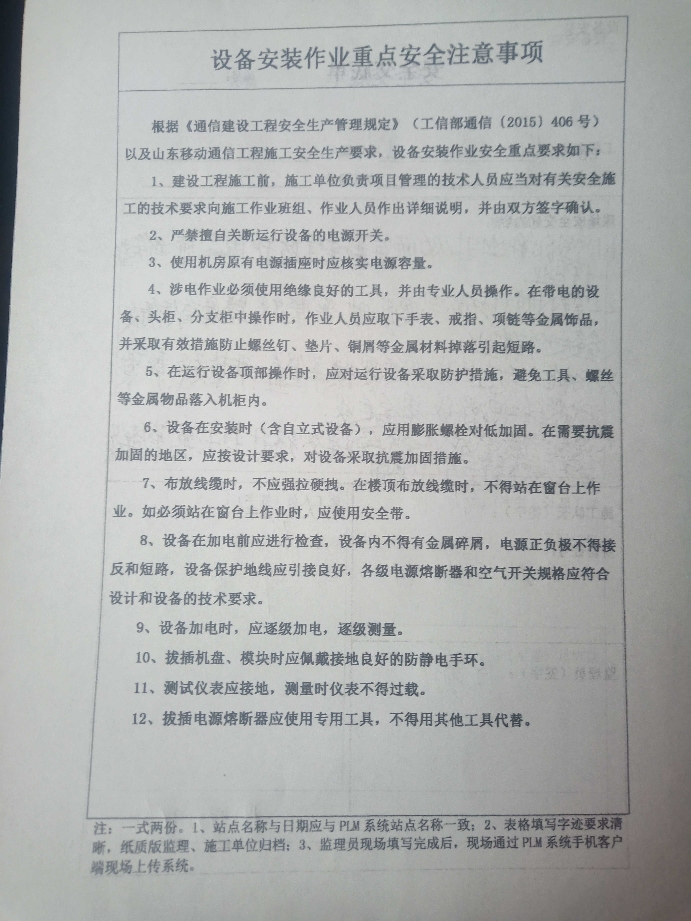 设备安装作业重点安全注意事项
根据《通信建设工程安全生产管理规定》（工信部通信〔2015〕406号）
以及山东移动通信工程施工安全生产要求，设备安装作业安全重点要求如下：
1、建设工程施工前，施工单位负责项目管理的技术人员应当对有关安全施
工的技术要求向施工作业班组、作业人员作出详细说明，并由双方签字确认。
2、严禁擅自关断运行设备的电源开关。
3、使用机房原有电源插座时应核实电源容量。
4、涉电作业必须使用绝缘良好的工具，并由专业人员操作。在带电的设
备、头柜、分支柜中操作时，作业人员应取下手表、戒指、项链等金属饰品，
并采取有效措施防止螺丝钉、垫片、铜屑等金属材料掉落引起短路。
5、在运行设备顶部操作时，应对运行设备采取防护措施，避免工具、螺丝
等金属物品落入机柜内。
6、设备在安装时（含自立式设备），应用膨胀螺栓对低加固。在需要抗震
加固的地区，应按设计要求，对设备采取抗震加固措施。
7、布放线缆时，不应强拉硬拽。在楼顶布放线缆时，不得站在窗台上作
业。如必须站在窗台上作业时，应使用安全带。
8、设备在加电前应进行检查，设备内不得有金属碎屑，电源正负极不得接
反和短路，设备保护地线应引接良好，各级电源熔断器和空气开关规格应符合
设计和设备的技术要求。
9、设备加电时，应逐级加电，逐级测量。
10、拔插机盘、模块时应佩戴接地良好的防静电手环。
11、测试仪表应接地，测量时仪表不得过载。
12、拔插电源熔断器应使用专用工具，不得用其他工具代替。
注：一式两份。1、站点名称与日期应与PLM系统站点名称一致；2、表格填写字迹要求清
晰，纸质版监理、施工单位归档；3、监理员现场填写完成后，现场通过PLM系统手机客户
端现场上传系统。